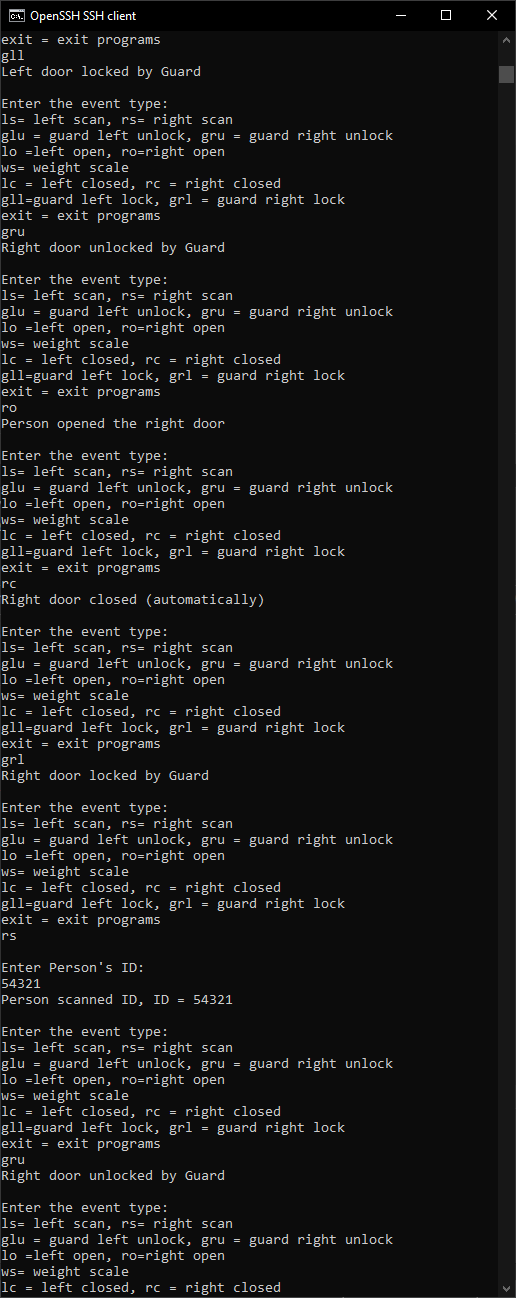 OpenSSH SSH client
exit = exit programs
gll
Left door locked by Guard
Enter the event type:
ls= left scan, rs= right scan
glu = guard left unlock, gru = guard right unlock
lo =left open, ro=right open
ws= weight scale
lc = left closed, rc = right closed
gll=guard left lock, grl = guard right lock
exit = exit programs
gru
Right door unlocked by Guard
Enter the event type:
ls= left scan, rs= right scan
glu = guard left unlock, gru = guard right unlock
lo =left open, ro=right open
ws= weight scale
lc = left closed, rc = right closed
gll=guard left lock, grl = guard right lock
exit = exit programs
ro
Person opened the right door
Enter the event type:
ls= left scan, rs= right scan
glu = guard left unlock, gru = guard right unlock
lo =left open, ro=right open
ws= weight scale
lc = left closed, rc = right closed
gll=guard left lock, grl = guard right lock
exit = exit programs
rc
Right door closed (automatically)
Enter the event type:
ls= left scan, rs= right scan
glu = guard left unlock, gru = guard right unlock
lo =left open, ro=right open
ws= weight scale
lc = left closed, rc = right closed
gll=guard left lock, grl = guard right lock
exit = exit programs
grl
Right door locked by Guard
Enter the event type:
ls= left scan, rs= right scan
glu = guard left unlock, gru = guard right unlock
lo =left open, ro=right open
ws= weight scale
lc = left closed, rc = right closed
gll=guard left lock, grl = guard right lock
exit = exit programs
rs
Enter Person's ID:
54321
Person scanned ID, ID = 54321
Enter the event type:
ls= left scan, rs= right scan
glu = guard left unlock, gru = guard right unlock
lo =left open, ro=right open
ws= weight scale
lc = left closed, rc = right closed
gll=guard left lock, grl = guard right lock
exit = exit programs
gru
Right door unlocked by Guard
Enter the event type:
ls= left scan, rs= right scan
glu = guard left unlock, gru = guard right unlock
lo =left open, ro=right open
ws= weight scale
lc = left closed, rc = right closed